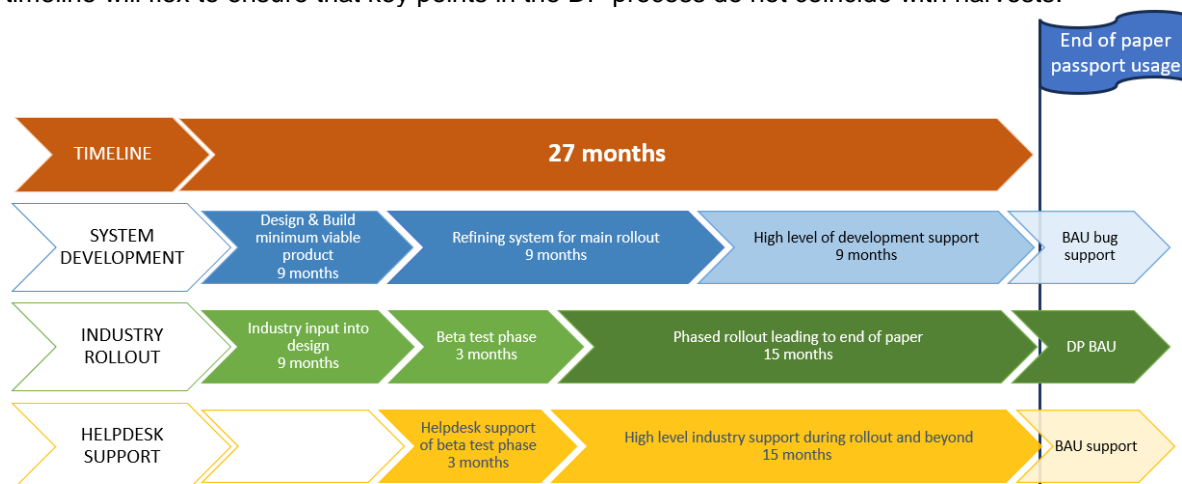 timeline will flex to ensure that key points in the DP process do not coincide with harvests.
End of paper
passport usage
TIMELINE
27 months
SYSTEM
DEVELOPMENT
Design & Build
minimum viable
product
9 months
Refining system for main rollout
9 months
High level of development support
9 months
BAU bug
support
INDUSTRY
ROLLOUT
Industry input into
design
9 months
Beta test phase
3 months
Phased rollout leading to end of paper
15 months
DP BAU
HELPDESK
SUPPORT
Helpdesk support
of beta test phase
3 months
High level industry support during rollout and beyond
15 months
BAU support